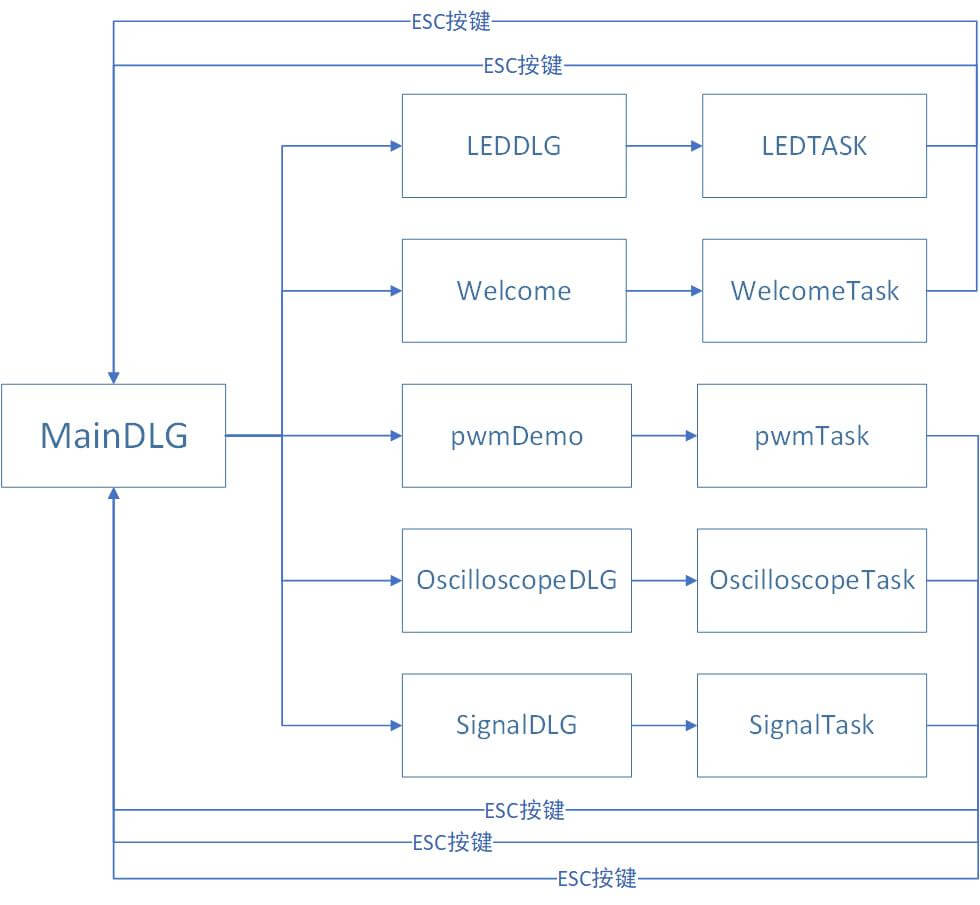 ESC按键
ESC按键
LEDDLG
LEDTASK
Welcome
WelcomeTask
MainDLG
pwmDemo
pwmTask
OscilloscopeDLG
OscilloscopeTask
SignalDLG
SignalTask
ESC按键
ESC按键
ESC按键